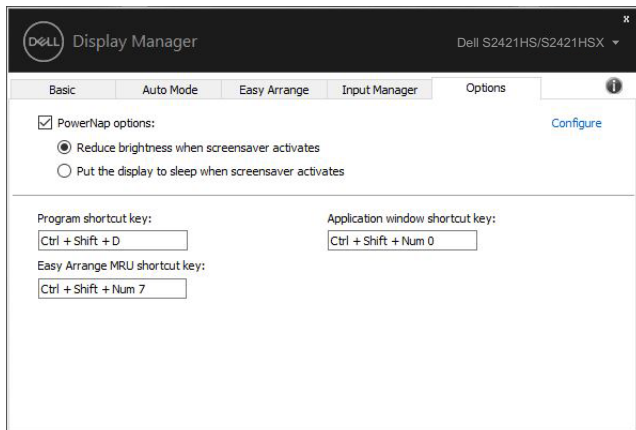 x
DELL Display Manager Dell S2421HS/S2421HSX
Basic Auto Mode Easy Arrange Input Manager Options i
PowerNap options: Configure
Reduce brightness when screensaver activates
Put the display to sleep when screensaver activates
Program shortcut key: Application window shortcut key:
Ctrl + Shift + D Ctrl + Shift + Num 0
Easy Arrange MRU shortcut key:
Ctrl + Shift + Num 7